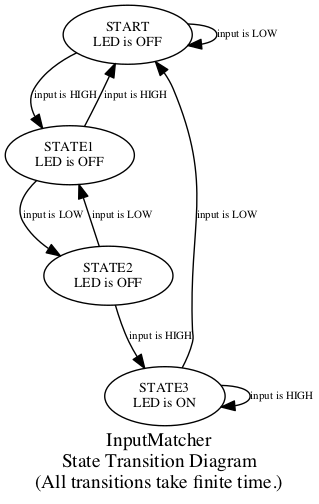 START
LED is OFF
input is LOW
input is HIGH
input is HIGH
STATE1
LED is OFF
input is LOW
input is LOW
input is LOW
STATE2
LED is OFF
input is HIGH
STATE3
LED is ON
input is HIGH
InputMatcher
State Transition Diagram
(All transitions take finite time.)